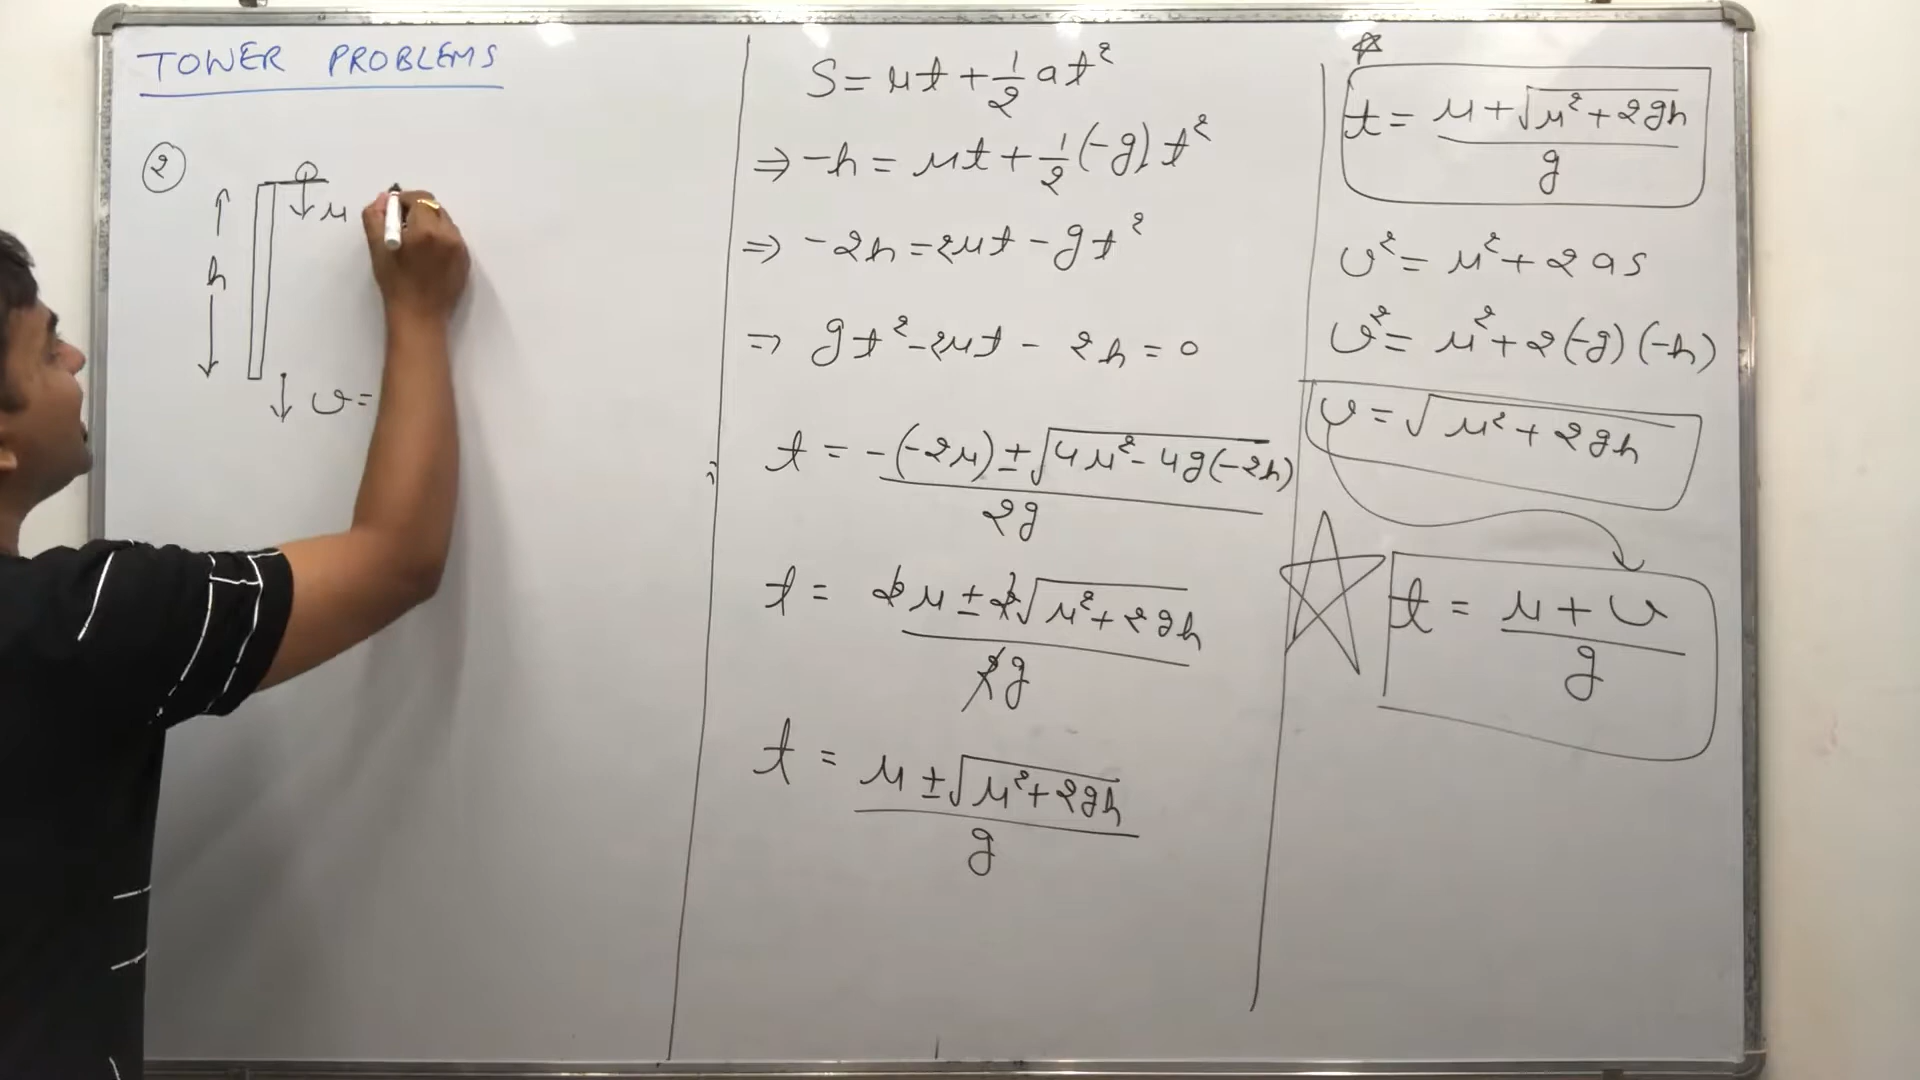 TOWER PROBLEMS
2
u
h
v =
S = ut + 1/2 at²
⇒ -h = ut + 1/2 (-g) t²
⇒ -2h = 2ut - gt²
⇒ gt² - 2ut - 2h = 0
t = -(-2u) ± √(4u² - 4g(-2h)) / 2g
t = 2u ± 2√(u² + 2gh) / 2g
t = u ± √(u² + 2gh) / g
t = u + √(u² + 2gh) / g
v² = u² + 2as
v² = u² + 2(-g)(-h)
v = √(u² + 2gh)
t = u + v / g